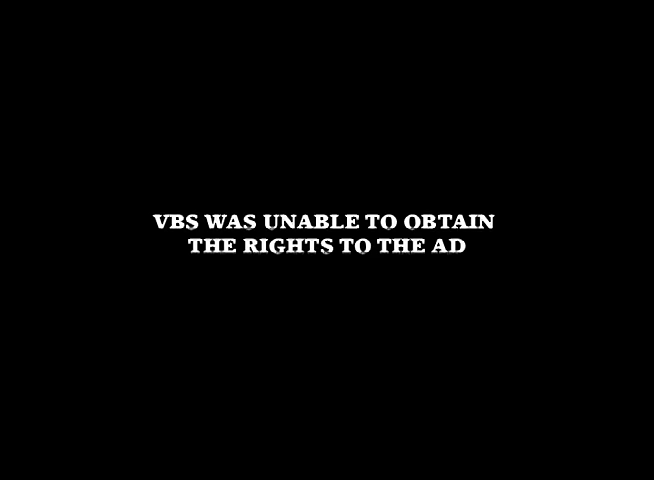 VBS WAS UNABLE TO OBTAIN
THE RIGHTS TO THE AD